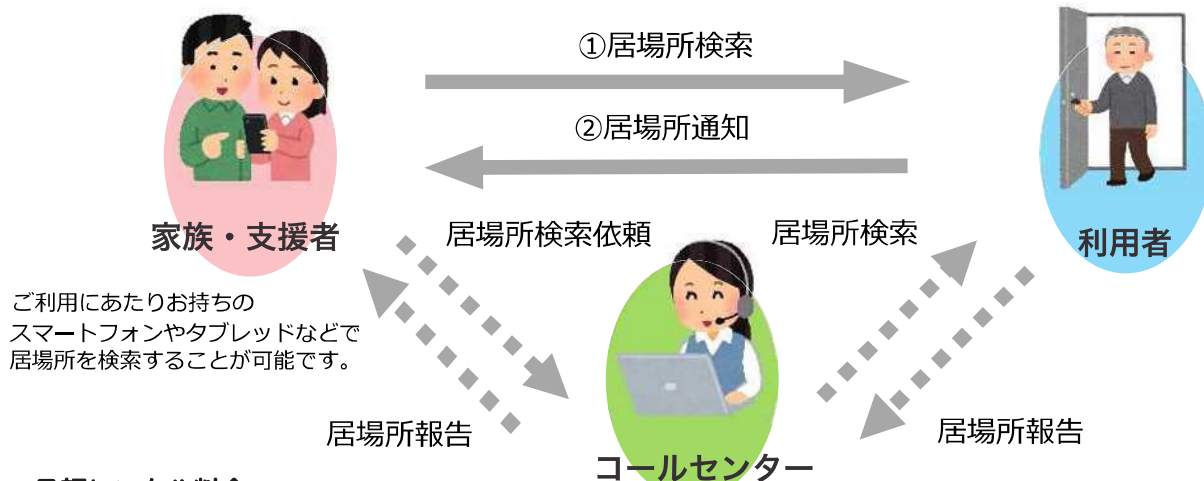 ①居場所検索
②居場所通知
家族・支援者
居場所検索依頼
居場所検索
利用者
ご利用にあたりお持ちの
スマートフォンやタブレッドなどで
居場所を検索することが可能です。
居場所報告
居場所報告
コールセンター